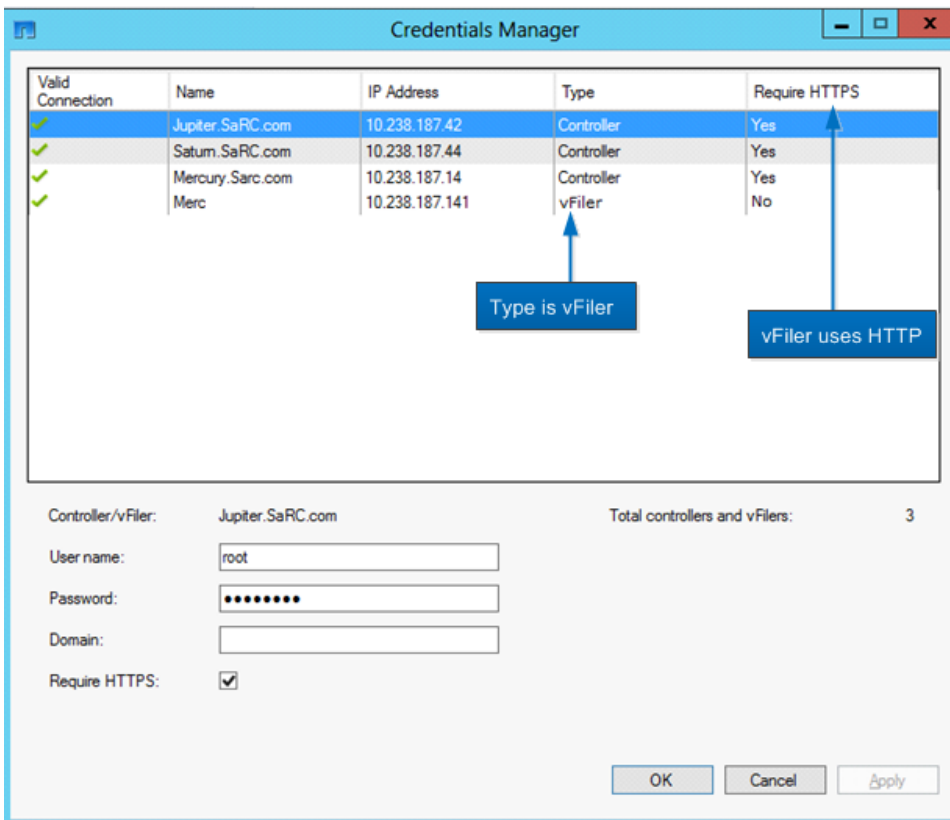 Credentials Manager
Valid Connection Name IP Address Type Require HTTPS
Jupiter.SaRC.com 10.238.187.42 Controller Yes
Saturn.SaRC.com 10.238.187.44 Controller Yes
Mercury.Sarc.com 10.238.187.14 Controller Yes
Merc 10.238.187.141 vFiler No
Type is vFiler
vFiler uses HTTP
Controller/vFiler: Jupiter.SaRC.com Total controllers and vFilers: 3
User name: root
Password: ●●●●●●●●
Domain:
Require HTTPS:
OK Cancel Apply